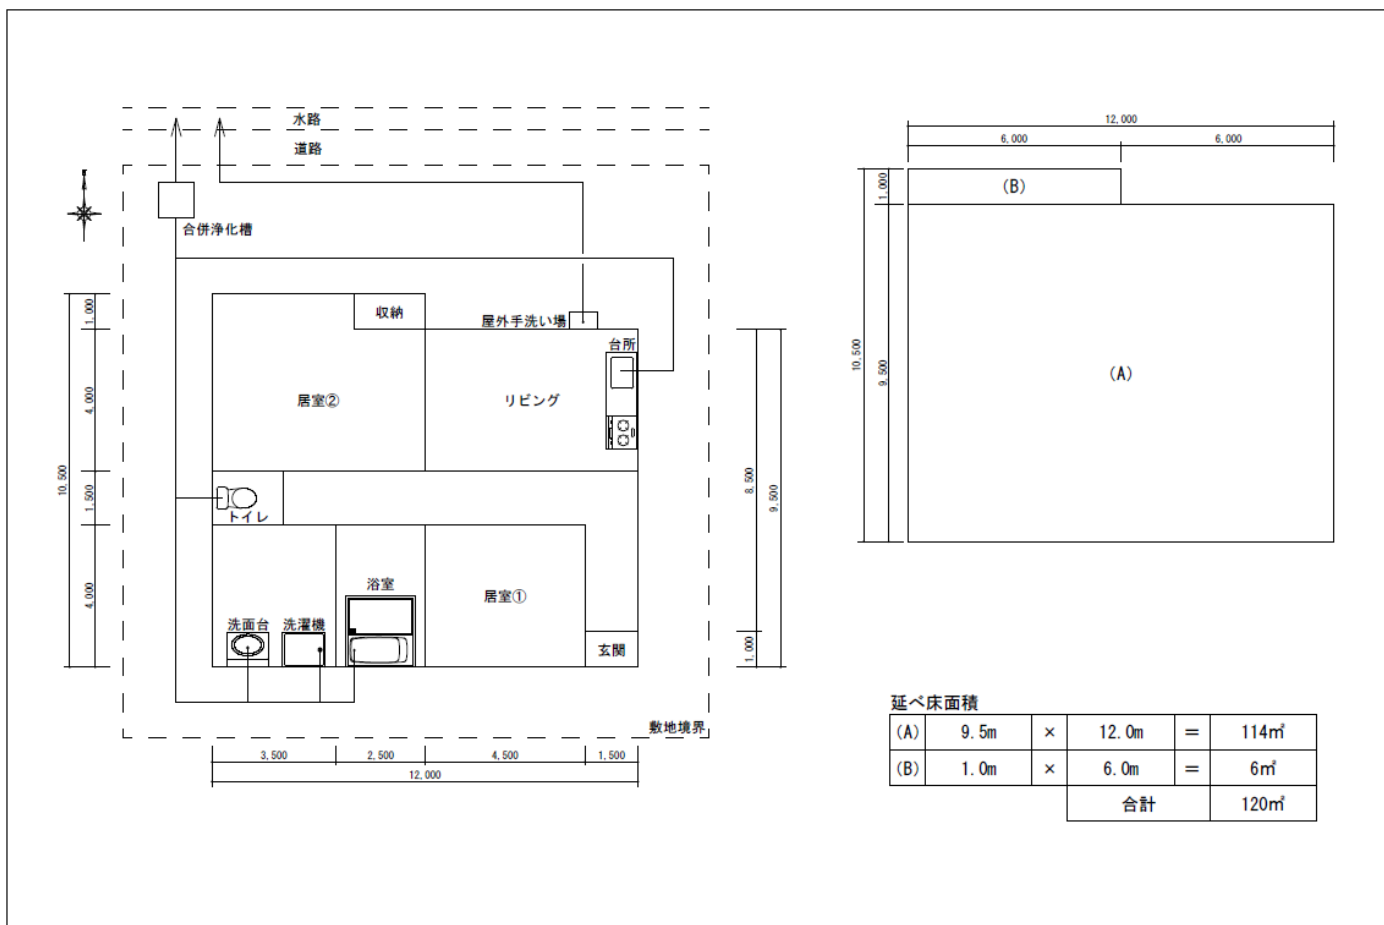 水路
道路
合併浄化槽
収納
屋外手洗い場
台所
居室②
リビング
トイレ
浴室
居室①
洗面台
洗濯機
玄関
敷地境界
1,000
4,000
1,500
4,000
10,500
8,500
1,000
9,500
3,500
2,500
4,500
1,500
12,000
12,000
6,000
6,000
1,000
9,500
10,500
(B)
(A)
延べ床面積
(A) 9.5m × 12.0m = 114㎡
(B) 1.0m × 6.0m = 6㎡
合計 120㎡